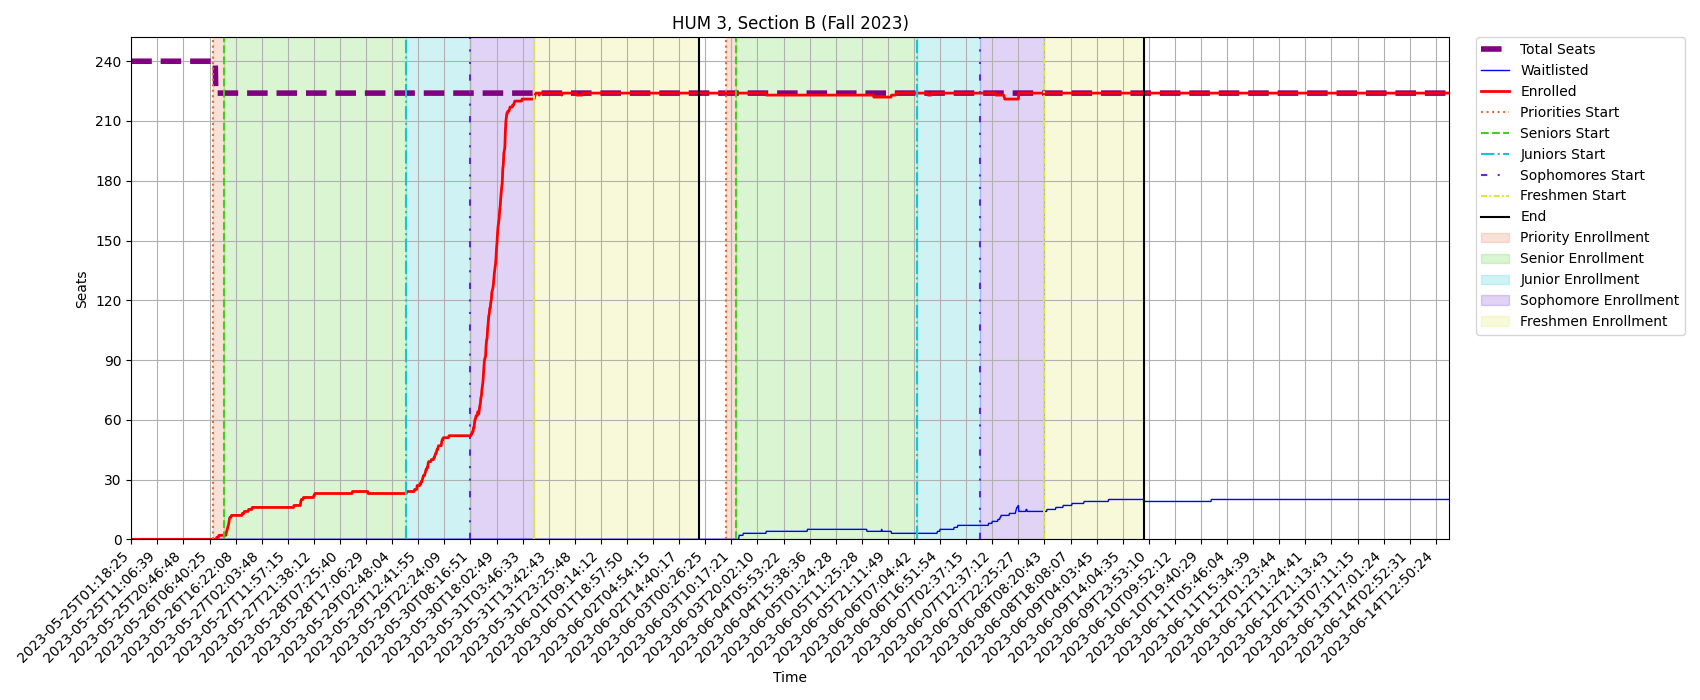 HUM 3, Section B (Fall 2023)
Total Seats
Waitlisted
Enrolled
Priorities Start
Seniors Start
Juniors Start
Sophomores Start
Freshmen Start
End
Priority Enrollment
Senior Enrollment
Junior Enrollment
Sophomore Enrollment
Freshmen Enrollment
Seats
240
210
180
150
120
90
60
30
0
2023-05-25T01:18:25
2023-05-25T11:06:39
2023-05-25T20:46:48
2023-05-26T06:40:25
2023-05-26T16:22:08
2023-05-27T02:03:48
2023-05-27T11:57:15
2023-05-27T21:38:12
2023-05-28T07:25:40
2023-05-28T17:06:29
2023-05-29T02:48:04
2023-05-29T12:41:55
2023-05-29T22:24:09
2023-05-30T08:16:51
2023-05-30T18:02:49
2023-05-31T03:46:33
2023-05-31T13:42:43
2023-05-31T23:25:48
2023-06-01T09:14:12
2023-06-01T18:57:50
2023-06-02T04:54:15
2023-06-02T14:40:17
2023-06-03T00:26:25
2023-06-03T10:17:21
2023-06-03T20:02:10
2023-06-04T05:53:22
2023-06-04T15:38:36
2023-06-05T01:24:28
2023-06-05T11:25:28
2023-06-05T21:11:49
2023-06-06T07:04:42
2023-06-06T16:51:54
2023-06-07T02:37:15
2023-06-07T12:37:12
2023-06-07T22:25:27
2023-06-08T08:20:43
2023-06-08T18:08:07
2023-06-09T04:03:45
2023-06-09T14:04:35
2023-06-09T23:53:10
2023-06-10T09:52:12
2023-06-10T19:40:29
2023-06-11T05:46:04
2023-06-11T15:34:39
2023-06-12T01:23:44
2023-06-12T11:24:41
2023-06-12T21:13:43
2023-06-13T07:11:15
2023-06-13T17:01:24
2023-06-14T02:52:31
2023-06-14T12:50:24
Time